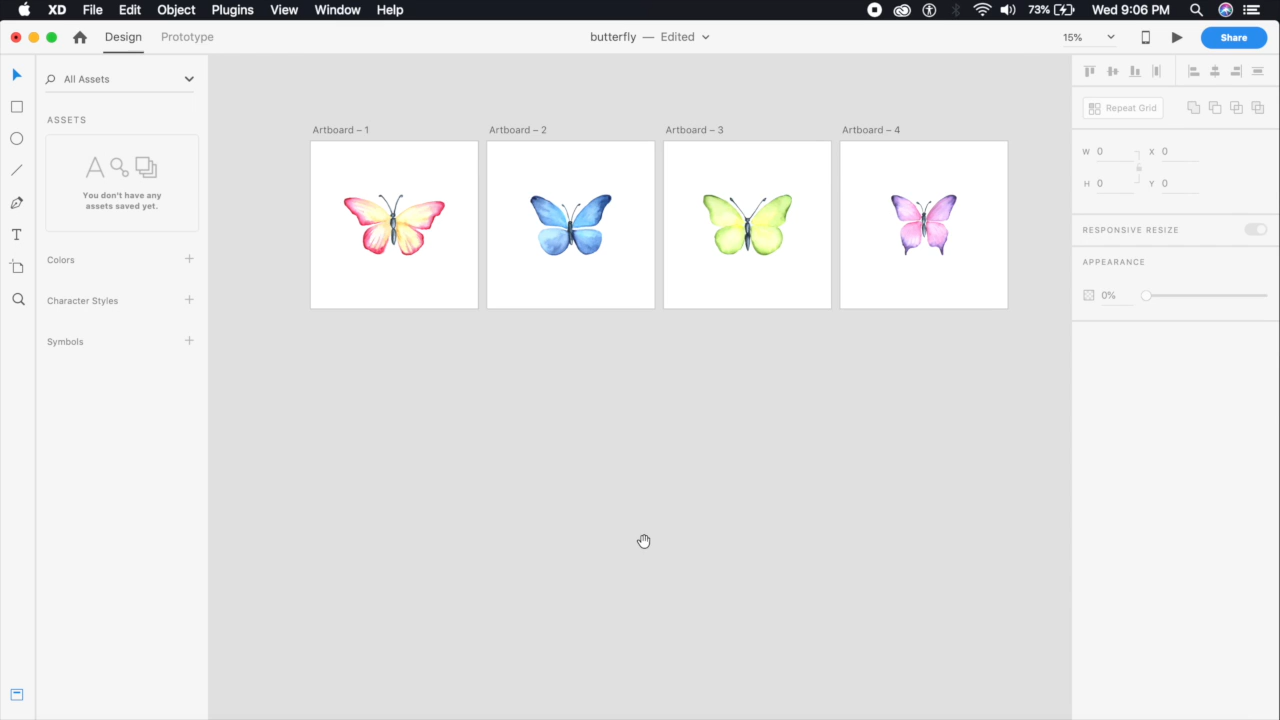 XD File Edit Object Plugins View Window Help 73% Wed 9:06 PM
Design Prototype butterfly — Edited 15% Share
All Assets
ASSETS
You don't have any
assets saved yet.
Colors
Character Styles
Symbols
Artboard – 1 Artboard – 2 Artboard – 3 Artboard – 4
Repeat Grid
W 0 X 0
H 0 Y 0
RESPONSIVE RESIZE
APPEARANCE
0%